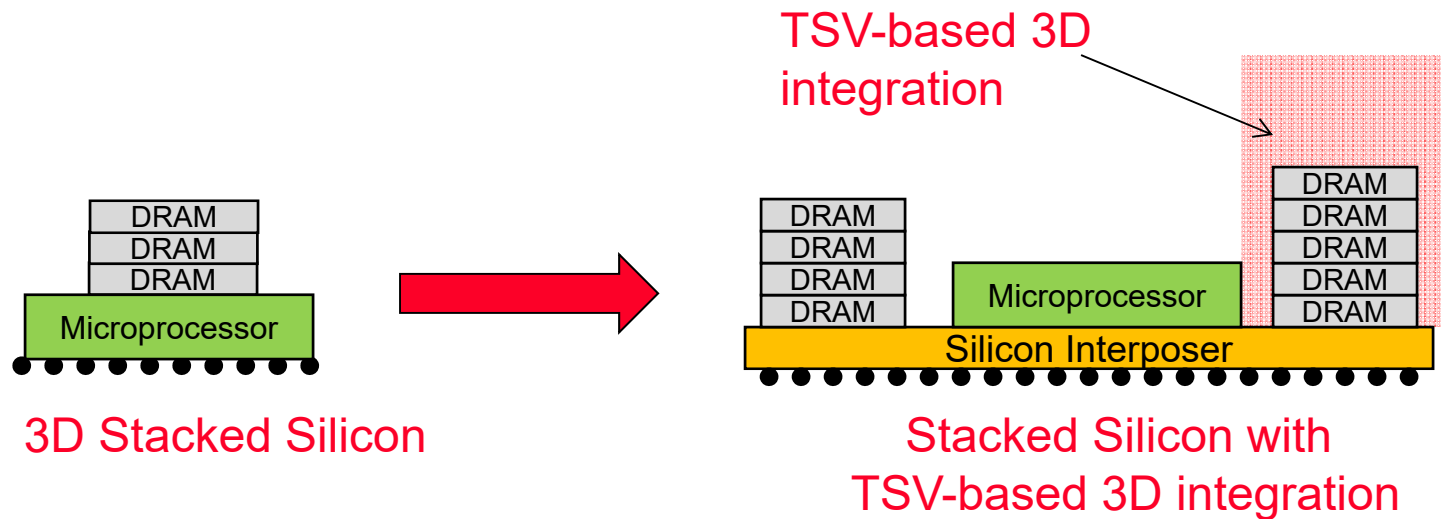 TSV-based 3D
integration
DRAM
DRAM
DRAM
Microprocessor
3D Stacked Silicon
DRAM
DRAM
DRAM
DRAM
Microprocessor
DRAM
DRAM
DRAM
DRAM
DRAM
Silicon Interposer
Stacked Silicon with
TSV-based 3D integration